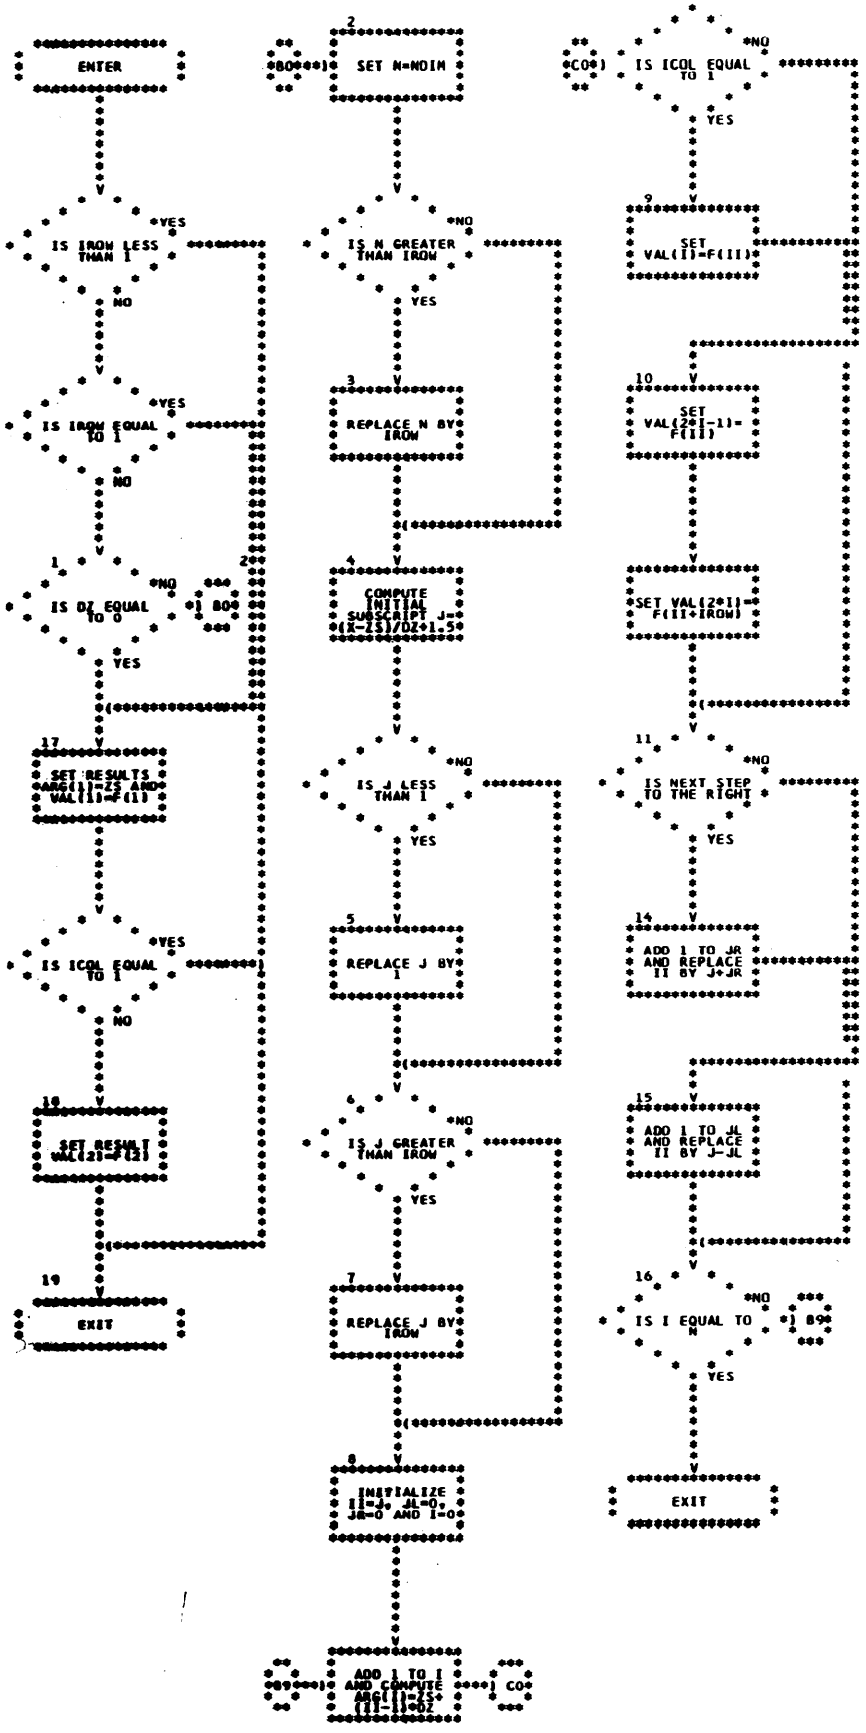 ENTER
YES
IS IROW LESS
THAN 1
NO
YES
IS IROW EQUAL
TO 1
NO
1
NO
IS DZ EQUAL
TO 0
2
B0
YES
17
SET RESULTS
ARG(1)=ZS AND
VAL(1)=F(1)
YES
IS ICOL EQUAL
TO 1
NO
18
SET RESULT
VAL(2)=F(2)
19
EXIT
2
B0
SET N=NDIM
NO
IS N GREATER
THAN IROW
YES
3
REPLACE N BY
IROW
4
COMPUTE
INITIAL
SUBSCRIPT J=
(X-ZS)/DZ+1.5
NO
IS J LESS
THAN 1
YES
5
REPLACE J BY
1
6
NO
IS J GREATER
THAN IROW
YES
7
REPLACE J BY
IROW
8
INITIALIZE
II=J, JL=0,
JR=0 AND I=0
B9
ADD 1 TO I
AND COMPUTE
ARG(I)=ZS+
(II-1)*DZ
C0
C0
NO
IS ICOL EQUAL
TO 1
YES
9
SET
VAL(I)=F(II)
10
SET
VAL(2*I-1)=
F(II)
SET VAL(2*I)=
F(II+IROW)
11
NO
IS NEXT STEP
TO THE RIGHT
YES
14
ADD 1 TO JR
AND REPLACE
II BY J+JR
15
ADD 1 TO JL
AND REPLACE
II BY J-JL
16
NO
IS I EQUAL TO
N
B9
YES
EXIT